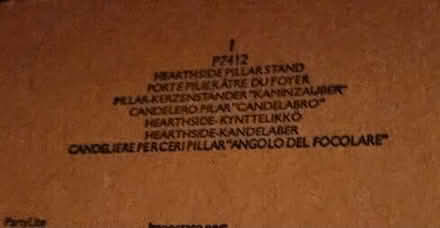 1
P7412
HEARTHSIDE PILLAR STAND
PORTE PILIER ÂTRE DU FOYER
PILLAR-KERZENSTÄNDER "KAMINZAUBER"
CANDELERO PILAR "CANDELABRO"
HEARTHSIDE-KYNTTELIKKÖ
HEARTHSIDE-KANDELABER
CANDELIERE PER CERI PILLAR "ANGOLO DEL FOCOLARE"
PartyLite